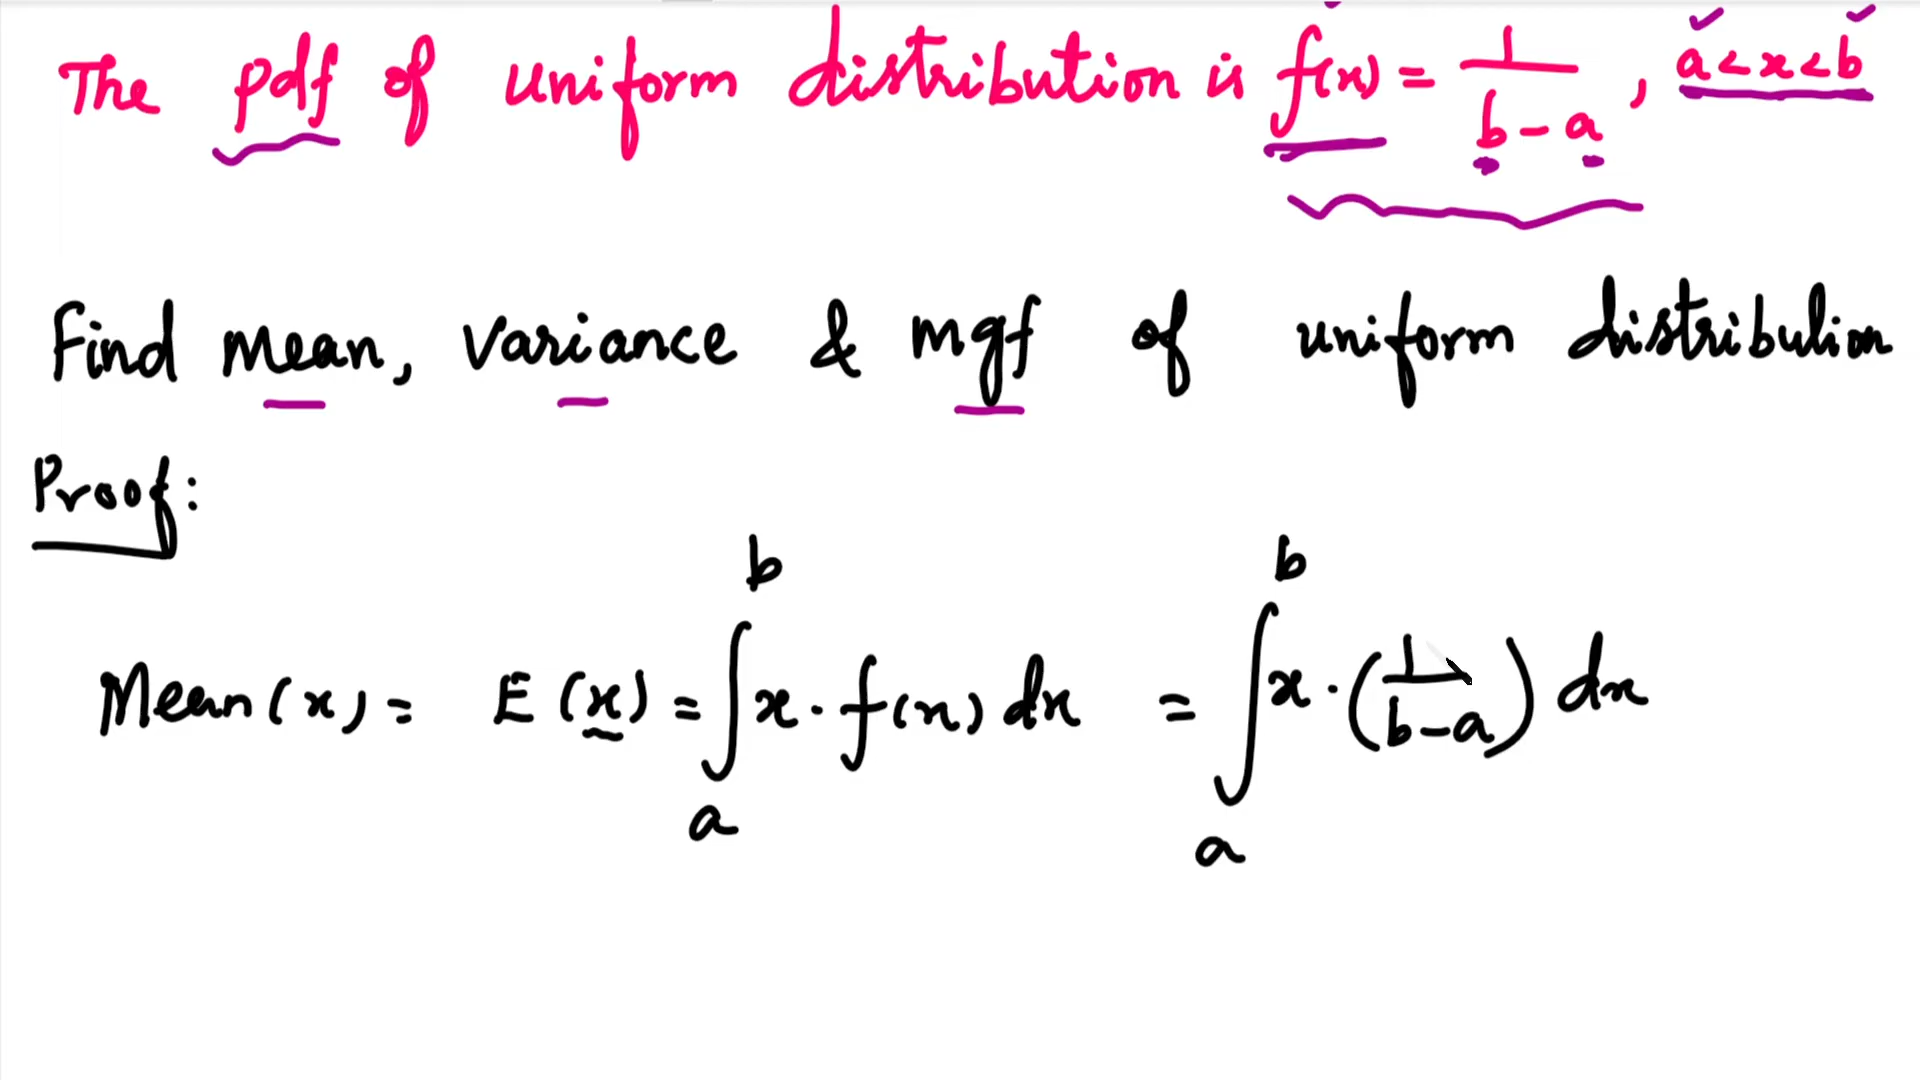 The pdf of uniform distribution is f(x) = 1/(b-a), a<x<b
Find mean, variance & mgf of uniform distribution
Proof:
Mean(x) = E(x) = ∫_a^b x·f(x) dx = ∫_a^b x·(1/(b-a)) dx